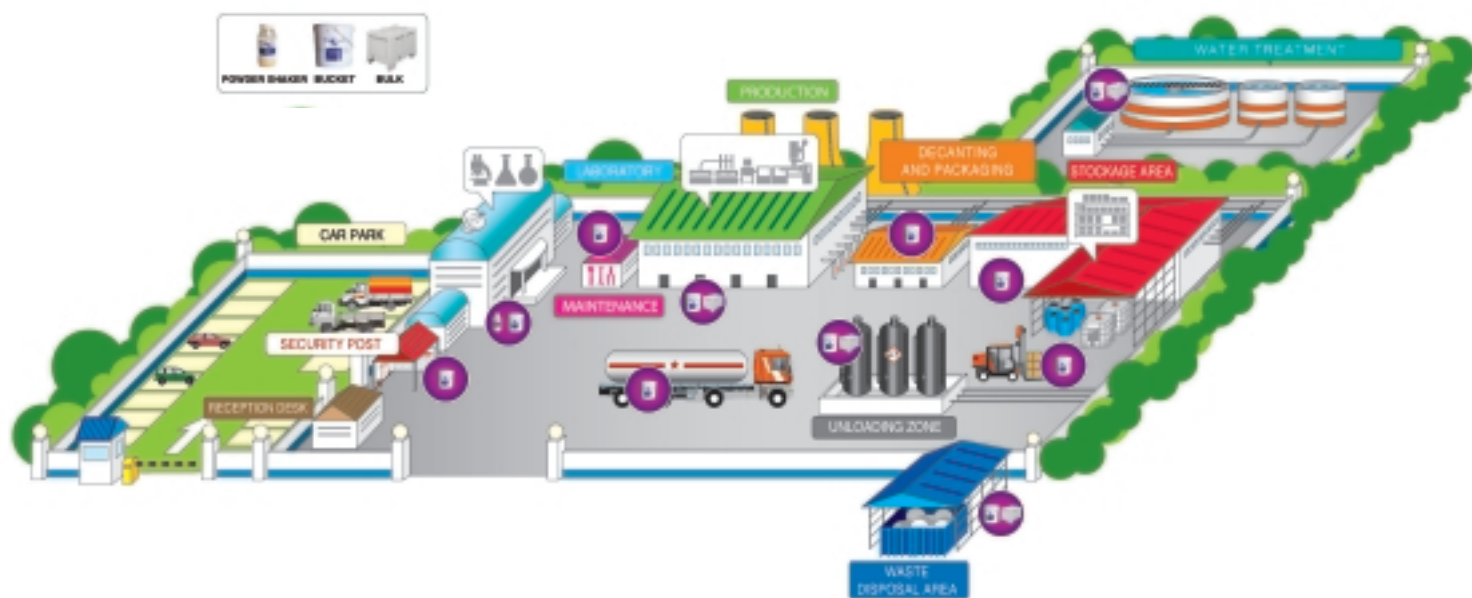 POWDER SHAKER BUCKET BULK
WATER TREATMENT
PRODUCTION
DECANTING
AND PACKAGING
LABORATORY
STOCKAGE AREA
CAR PARK
MAINTENANCE
SECURITY POST
RECEPTION DESK
UNLOADING ZONE
WASTE
DISPOSAL AREA